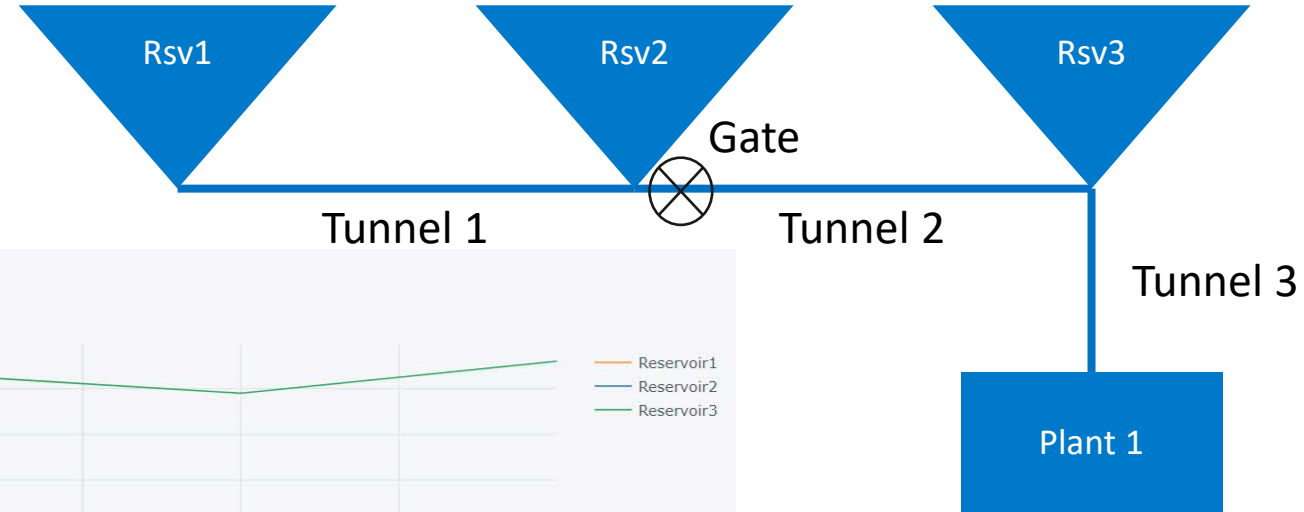 Rsv1
Rsv2
Rsv3
Gate
Tunnel 1
Tunnel 2
Tunnel 3
Reservoir1
Reservoir2
Reservoir3
Plant 1